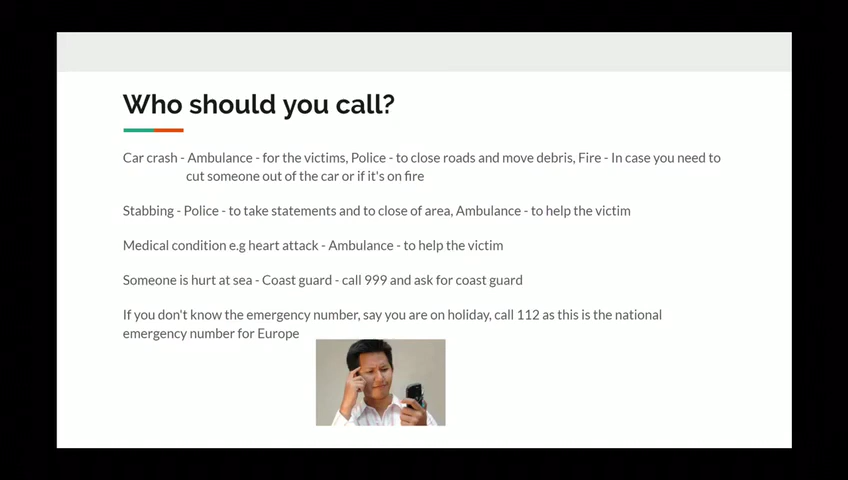 Who should you call?
Car crash - Ambulance - for the victims, Police - to close roads and move debris, Fire - In case you need to
cut someone out of the car or if it's on fire
Stabbing - Police - to take statements and to close of area, Ambulance - to help the victim
Medical condition e.g heart attack - Ambulance - to help the victim
Someone is hurt at sea - Coast guard - call 999 and ask for coast guard
If you don't know the emergency number, say you are on holiday, call 112 as this is the national
emergency number for Europe